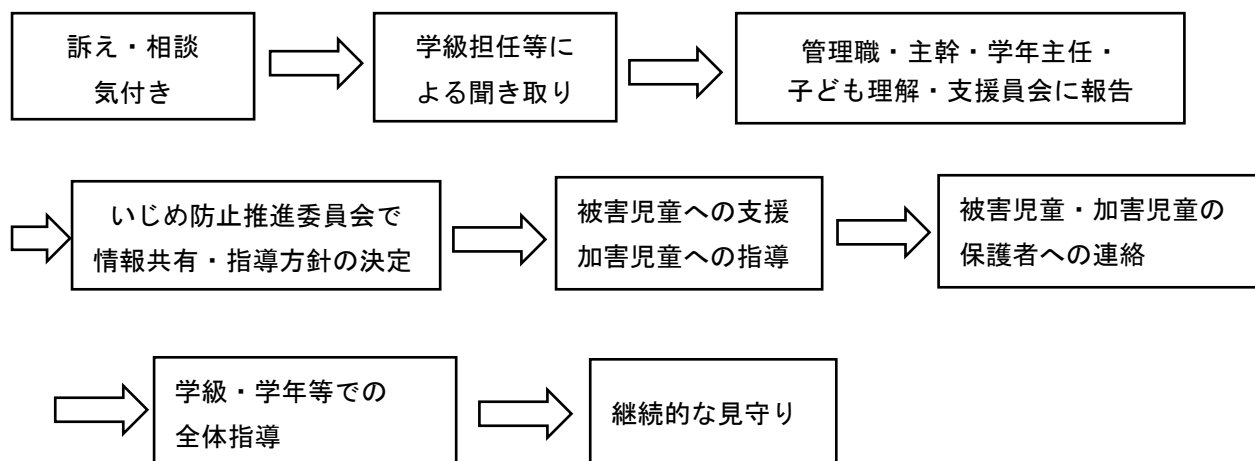 訴え・相談
気付き
学級担任等に
よる聞き取り
管理職・主幹・学年主任・
子ども理解・支援員会に報告
いじめ防止推進委員会で
情報共有・指導方針の決定
被害児童への支援
加害児童への指導
被害児童・加害児童の
保護者への連絡
学級・学年等での
全体指導
継続的な見守り